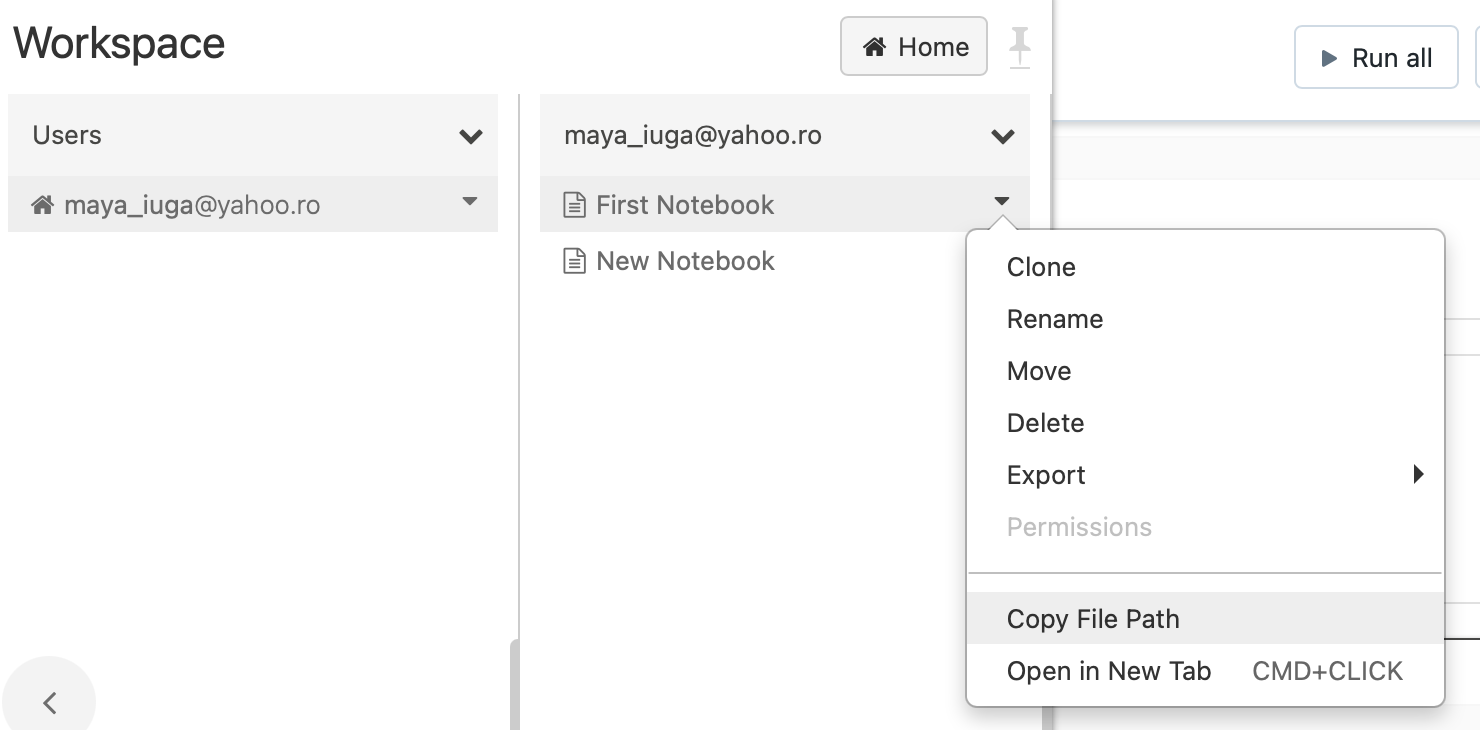 Workspace
Home
Run all
Users
maya_iuga@yahoo.ro
maya_iuga@yahoo.ro
First Notebook
New Notebook
Clone
Rename
Move
Delete
Export
Permissions
Copy File Path
Open in New Tab CMD+CLICK